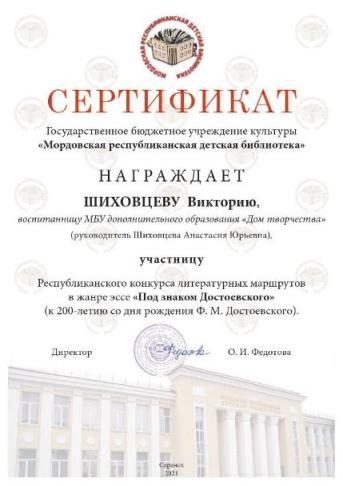 МОРДОВСКАЯ РЕСПУБЛИКАНСКАЯ ДЕТСКАЯ БИБЛИОТЕКА
СЕРТИФИКАТ
Государственное бюджетное учреждение культуры
«Мордовская республиканская детская библиотека»
НАГРАЖДАЕТ
ШИХОВЦЕВУ Викторию,
воспитанницу МБУ дополнительного образования «Дом творчества»
(руководитель Шиховцева Анастасия Юрьевна),
участницу
Республиканского конкурса литературных маршрутов
в жанре эссе «Под знаком Достоевского»
(к 200-летию со дня рождения Ф. М. Достоевского).
Директор О. И. Федотова
Саранск
2021